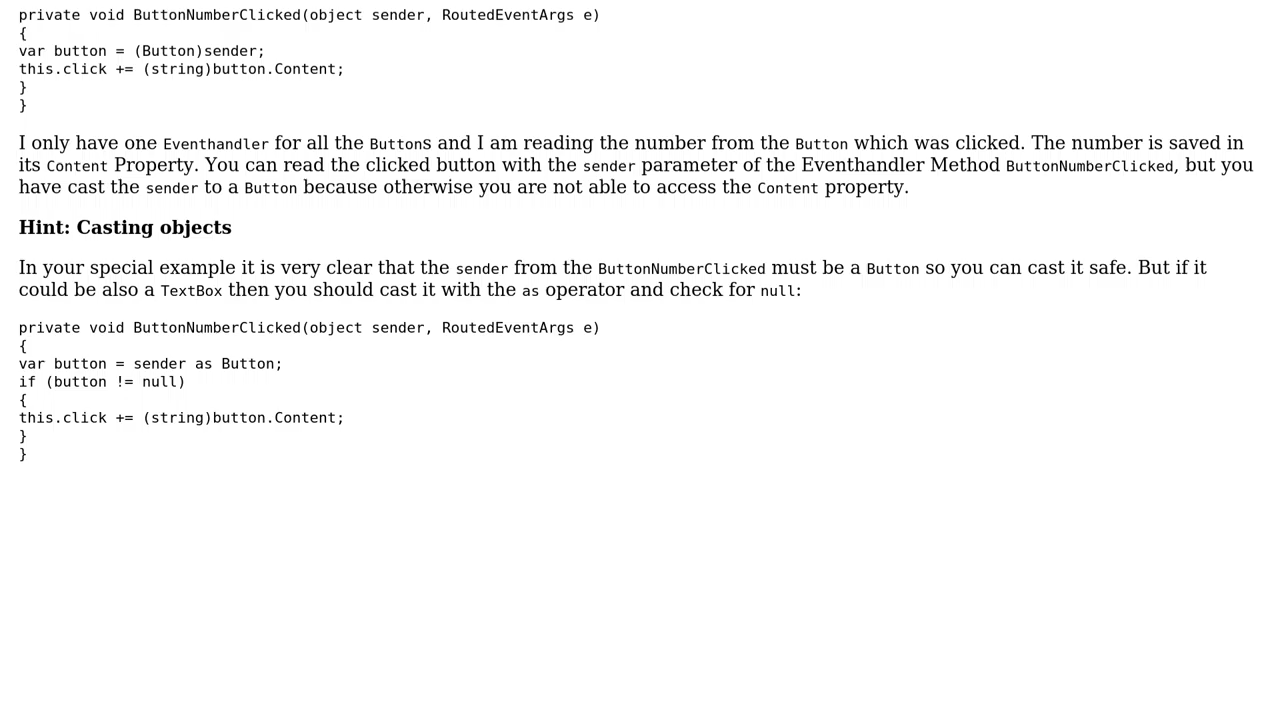 private void ButtonNumberClicked(object sender, RoutedEventArgs e)
{
var button = (Button)sender;
this.click += (string)button.Content;
}
}
I only have one Eventhandler for all the Buttons and I am reading the number from the Button which was clicked. The number is saved in
its Content Property. You can read the clicked button with the sender parameter of the Eventhandler Method ButtonNumberClicked, but you
have cast the sender to a Button because otherwise you are not able to access the Content property.
Hint: Casting objects
In your special example it is very clear that the sender from the ButtonNumberClicked must be a Button so you can cast it safe. But if it
could be also a TextBox then you should cast it with the as operator and check for null:
private void ButtonNumberClicked(object sender, RoutedEventArgs e)
{
var button = sender as Button;
if (button != null)
{
this.click += (string)button.Content;
}
}